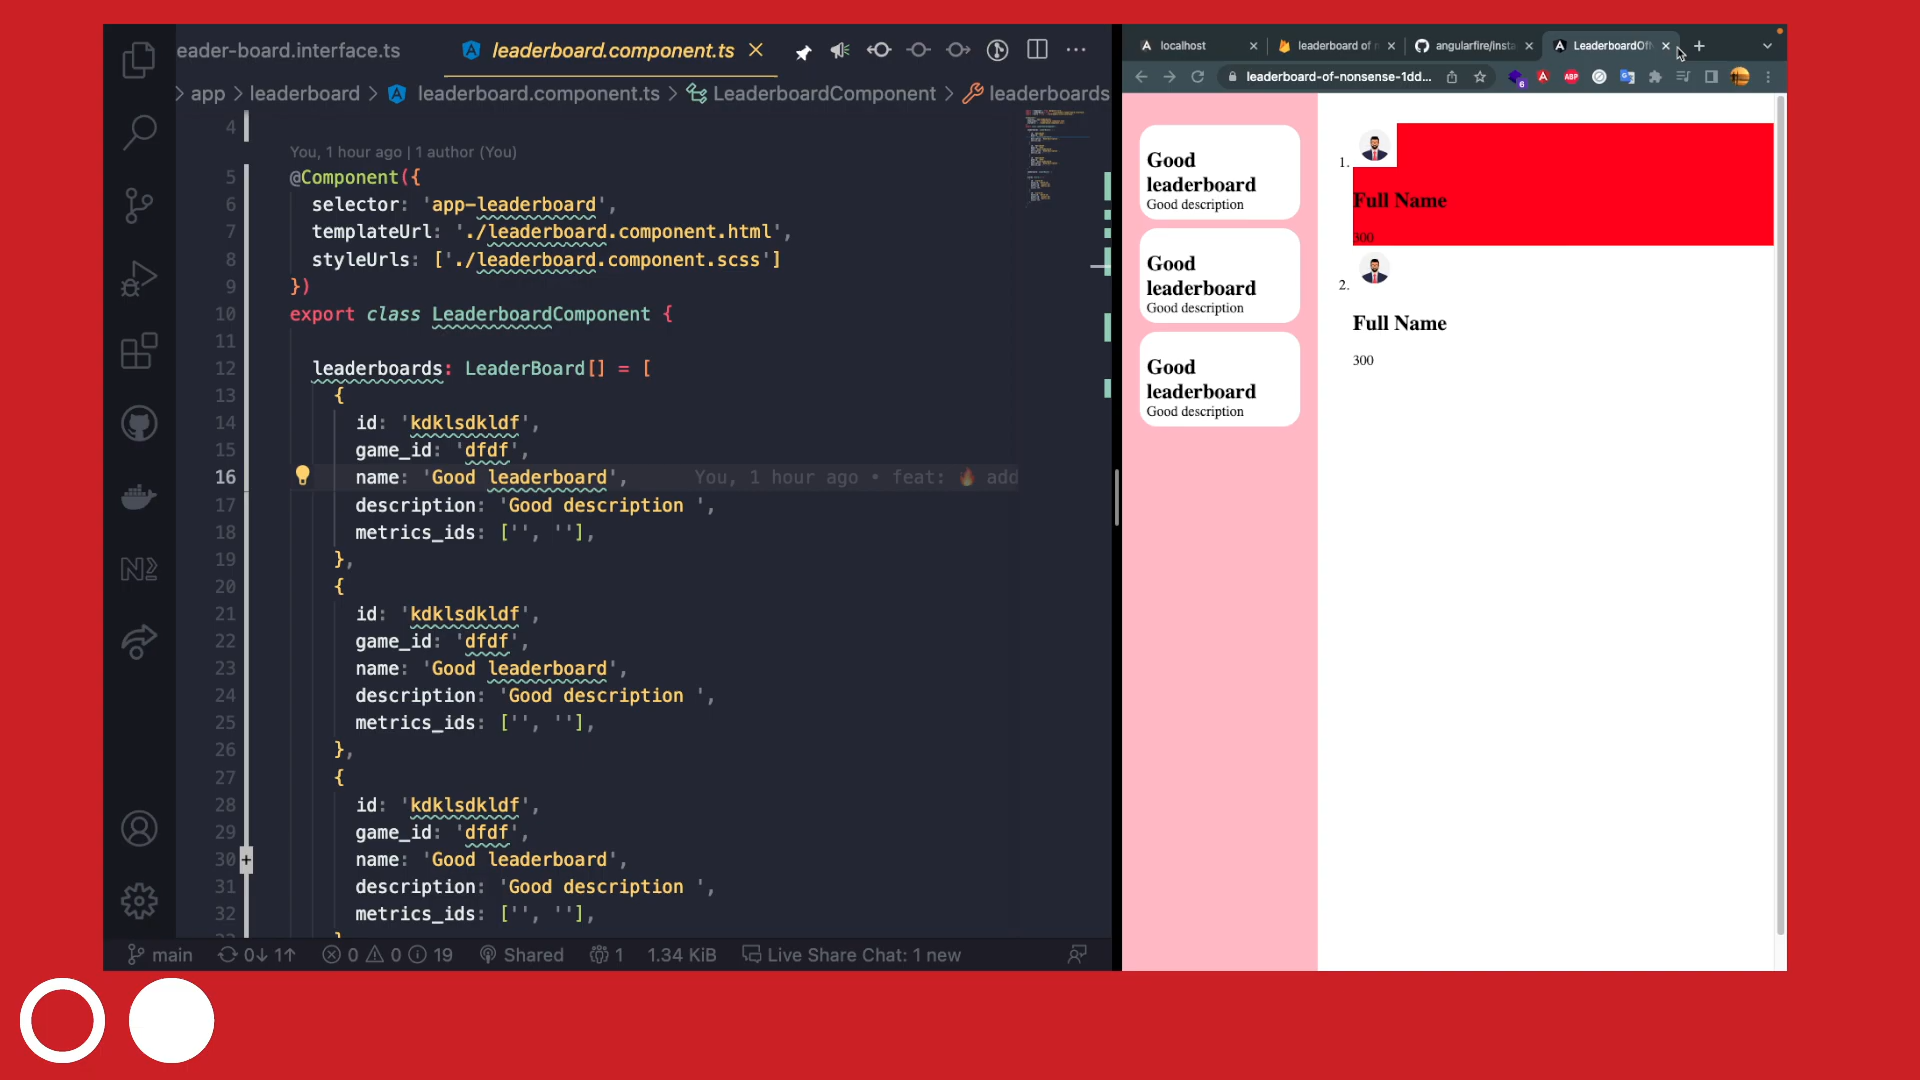 eader-board.interface.ts
leaderboard.component.ts
app
leaderboard
leaderboard.component.ts
LeaderboardComponent
leaderboards
4
You, 1 hour ago | 1 author (You)
5 @Component({
6 selector: 'app-leaderboard',
7 templateUrl: './leaderboard.component.html',
8 styleUrls: ['./leaderboard.component.scss']
9 })
10 export class LeaderboardComponent {
11
12 leaderboards: LeaderBoard[] = [
13 {
14 id: 'kdklsdkldf',
15 game_id: 'dfdf',
16 name: 'Good leaderboard', You, 1 hour ago • feat: 🔥 add
17 description: 'Good description ',
18 metrics_ids: ['', ''],
19 },
20 {
21 id: 'kdklsdkldf',
22 game_id: 'dfdf',
23 name: 'Good leaderboard',
24 description: 'Good description ',
25 metrics_ids: ['', ''],
26 },
27 {
28 id: 'kdklsdkldf',
29 game_id: 'dfdf',
30 name: 'Good leaderboard',
31 description: 'Good description ',
32 metrics_ids: ['', ''],
main 0↓ 1↑ 0 0 19 Shared 1 1.34 KiB Live Share Chat: 1 new
localhost
leaderboard of
angularfire/insta
LeaderboardOf
leaderboard-of-nonsense-1dd...
6
ABP
Good
leaderboard
Good description
Good
leaderboard
Good description
Good
leaderboard
Good description
1.
Full Name
300
2.
Full Name
300